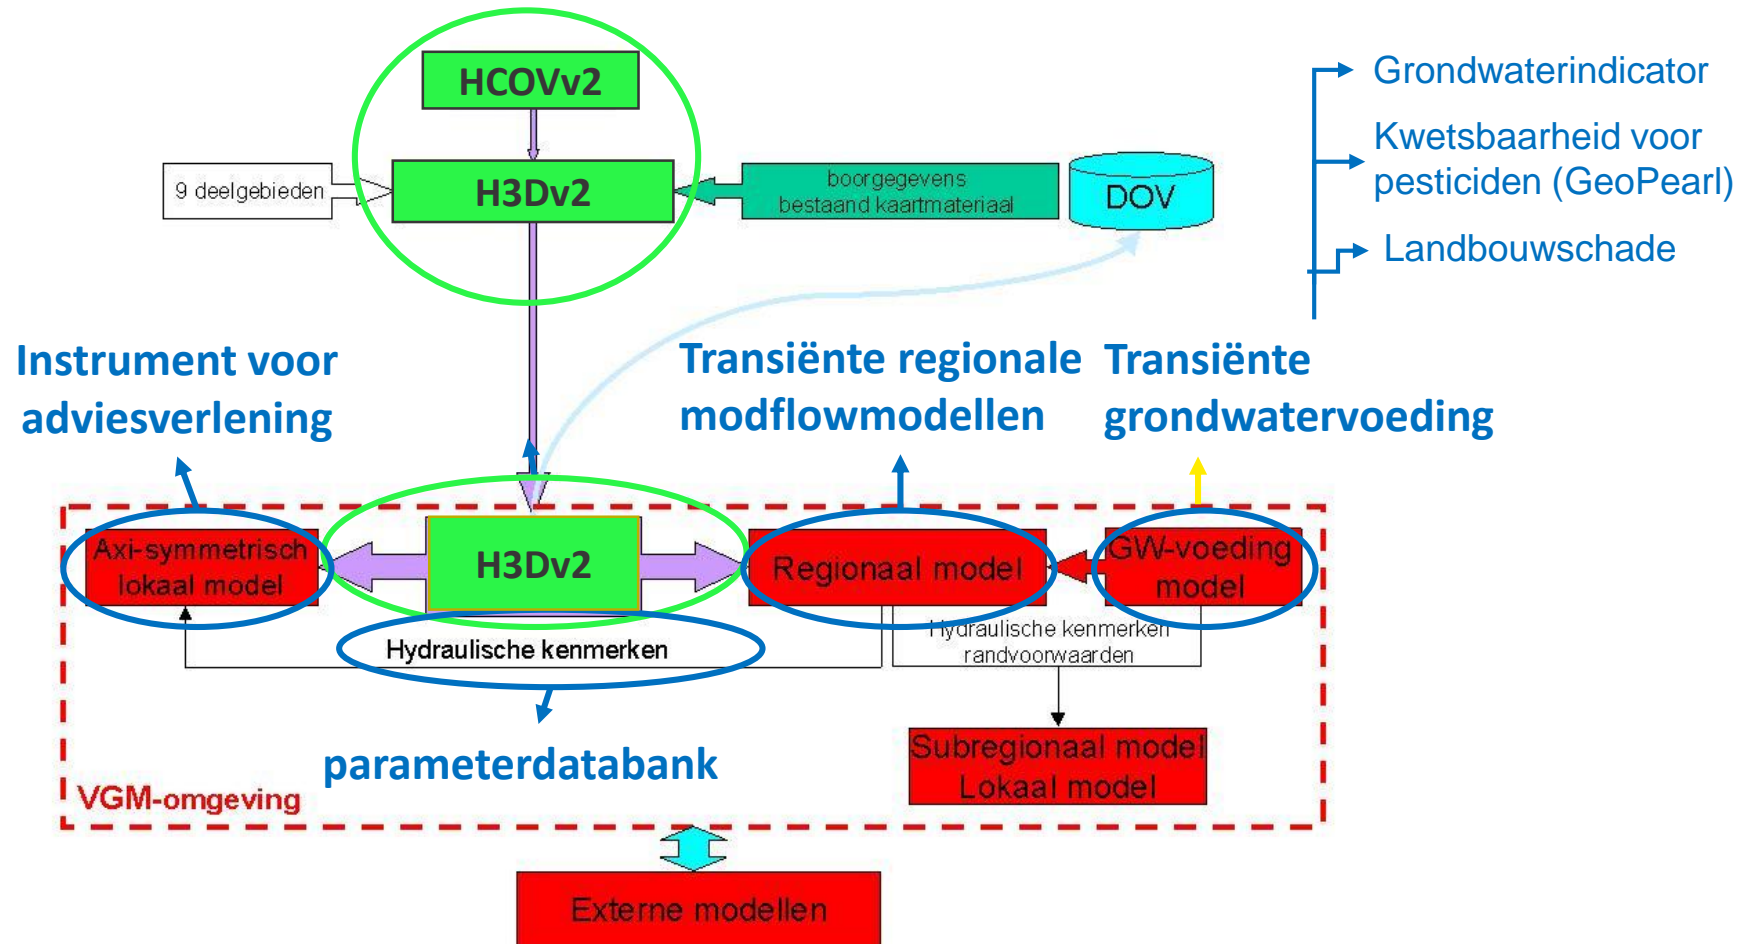 HCOVv2
9 deelgebieden
H3Dv2
boorgegevens
bestaand kaartmateriaal
DOV
Grondwaterindicator
Kwetsbaarheid voor
pesticiden (GeoPearl)
Landbouwschade
Instrument voor
adviesverlening
Transiënte regionale
modflowmodellen
Transiënte
grondwatervoeding
Axi-symmetrisch
lokaal model
H3Dv2
Regionaal model
GW-voeding
model
Hydraulische kenmerken
Hydraulische kenmerken
randvoorwaarden
parameterdatabank
Subregionaal model
Lokaal model
VGM-omgeving
Externe modellen